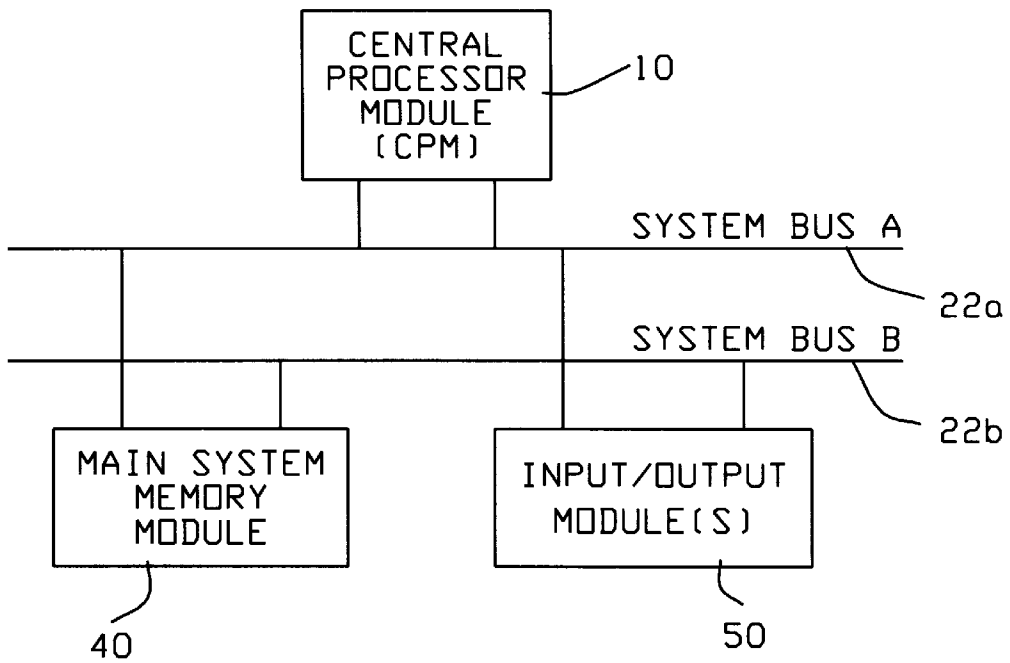 CENTRAL
PROCESSOR
MODULE
(CPM)
10
SYSTEM BUS A
22a
SYSTEM BUS B
22b
MAIN SYSTEM
MEMORY
MODULE
INPUT/OUTPUT
MODULE(S)
40
50